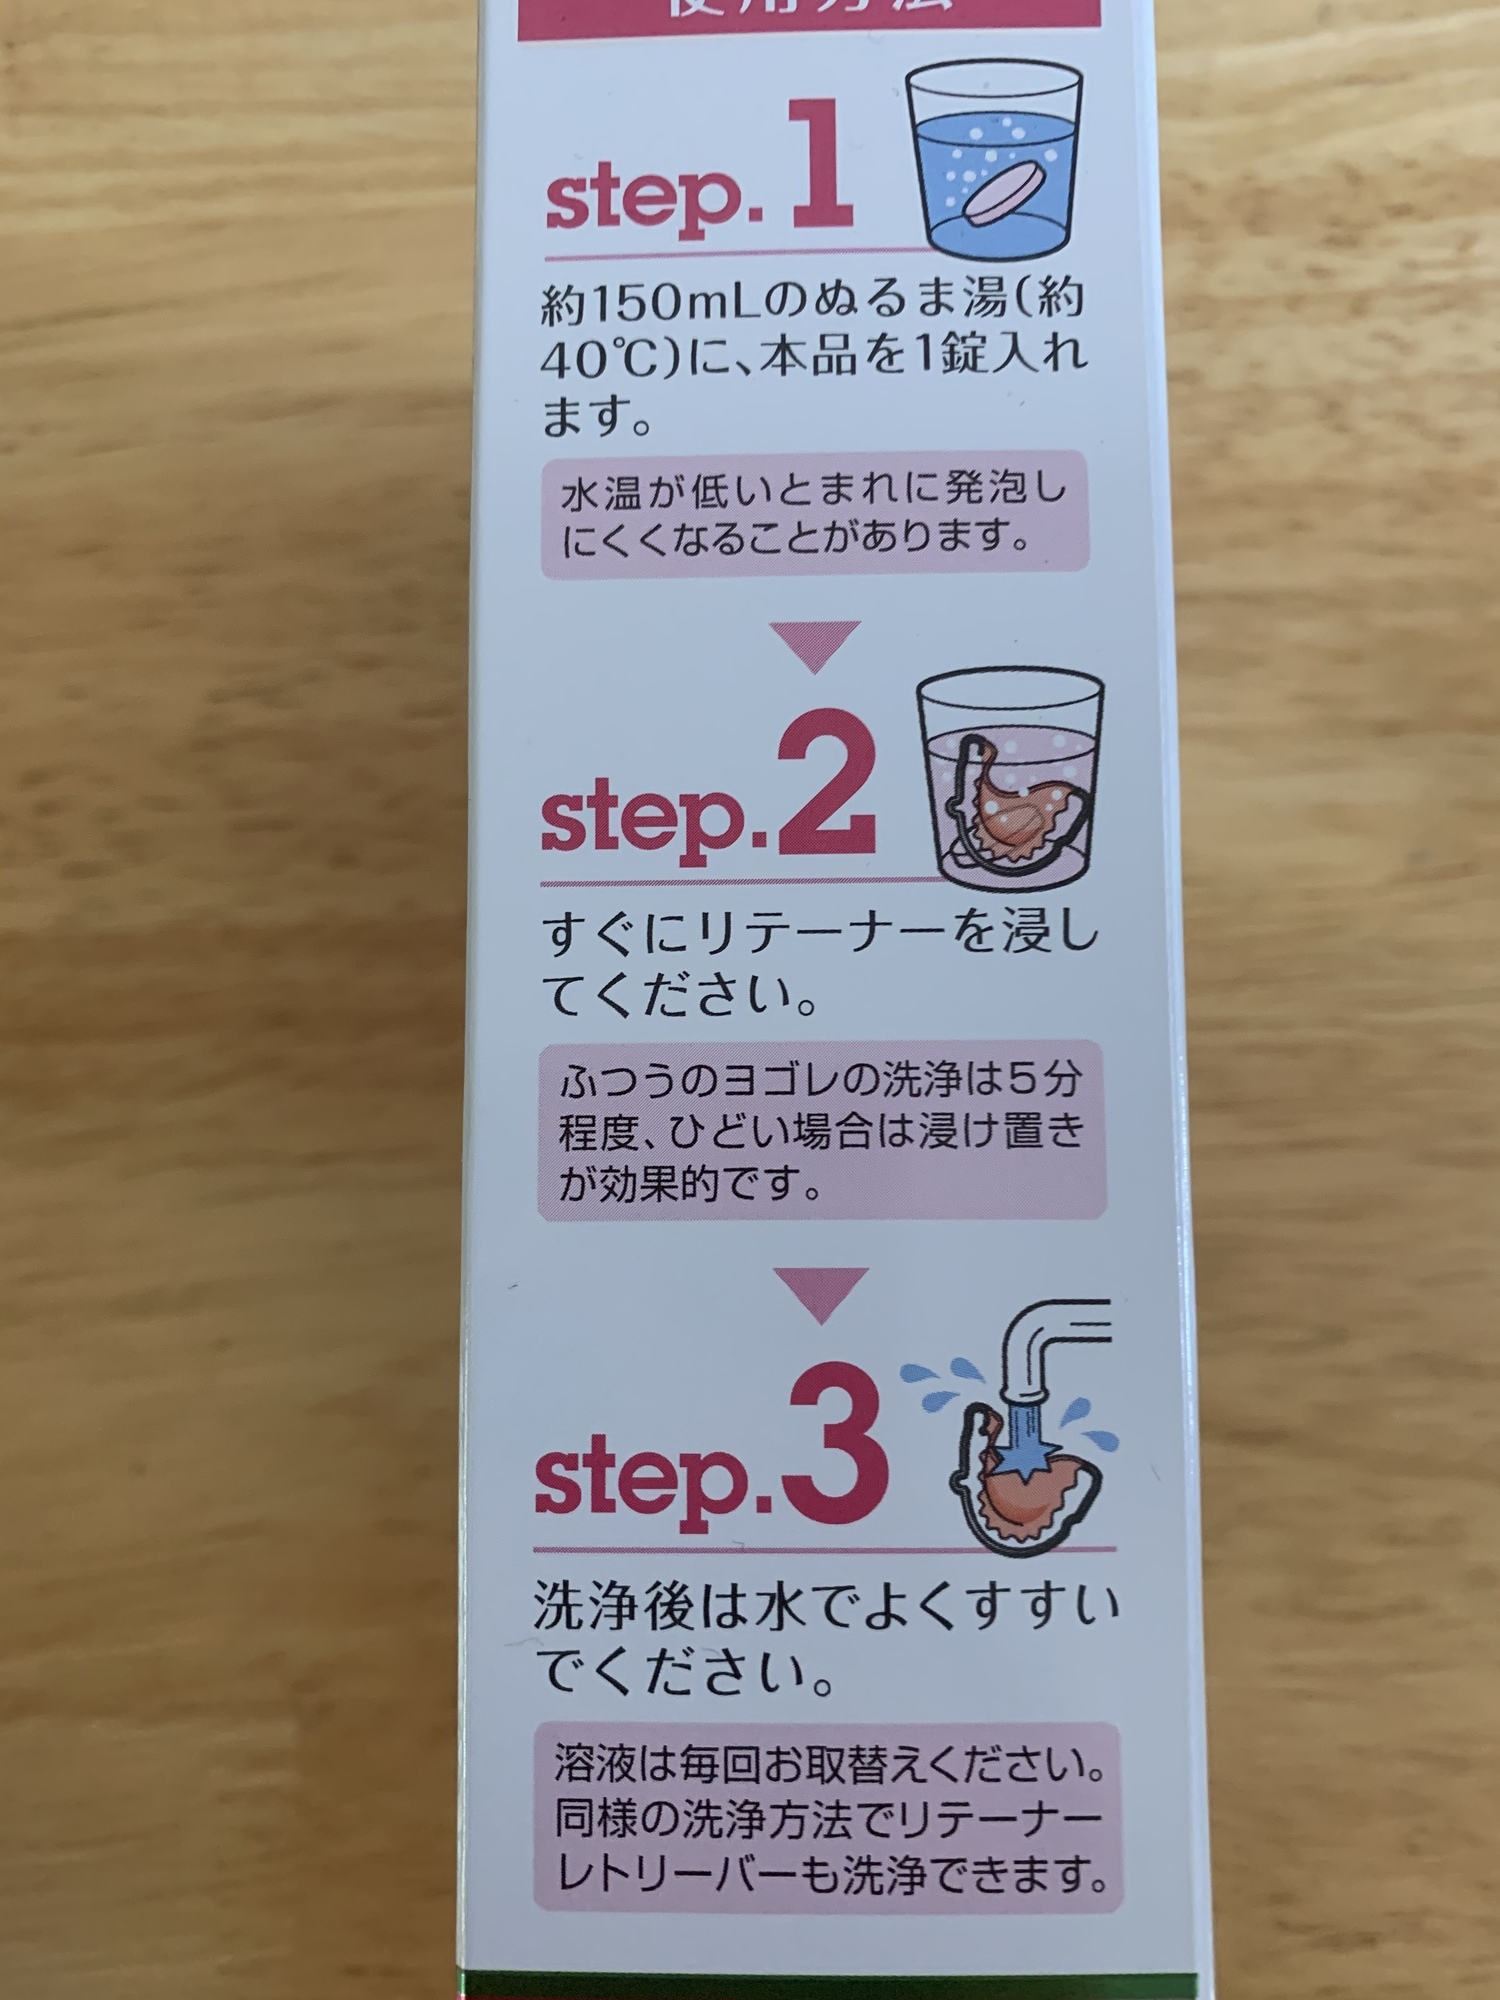 使用方法
step.1
約150mLのぬるま湯(約
40℃)に、本品を1錠入れ
ます。
水温が低いとまれに発泡し
にくくなることがあります。
step.2
すぐにリテーナーを浸し
てください。
ふつうのヨゴレの洗浄は5分
程度、ひどい場合は浸け置き
が効果的です。
step.3
洗浄後は水でよくすすい
でください。
溶液は毎回お取替えください。
同様の洗浄方法でリテーナー
レトリーバーも洗浄できます。